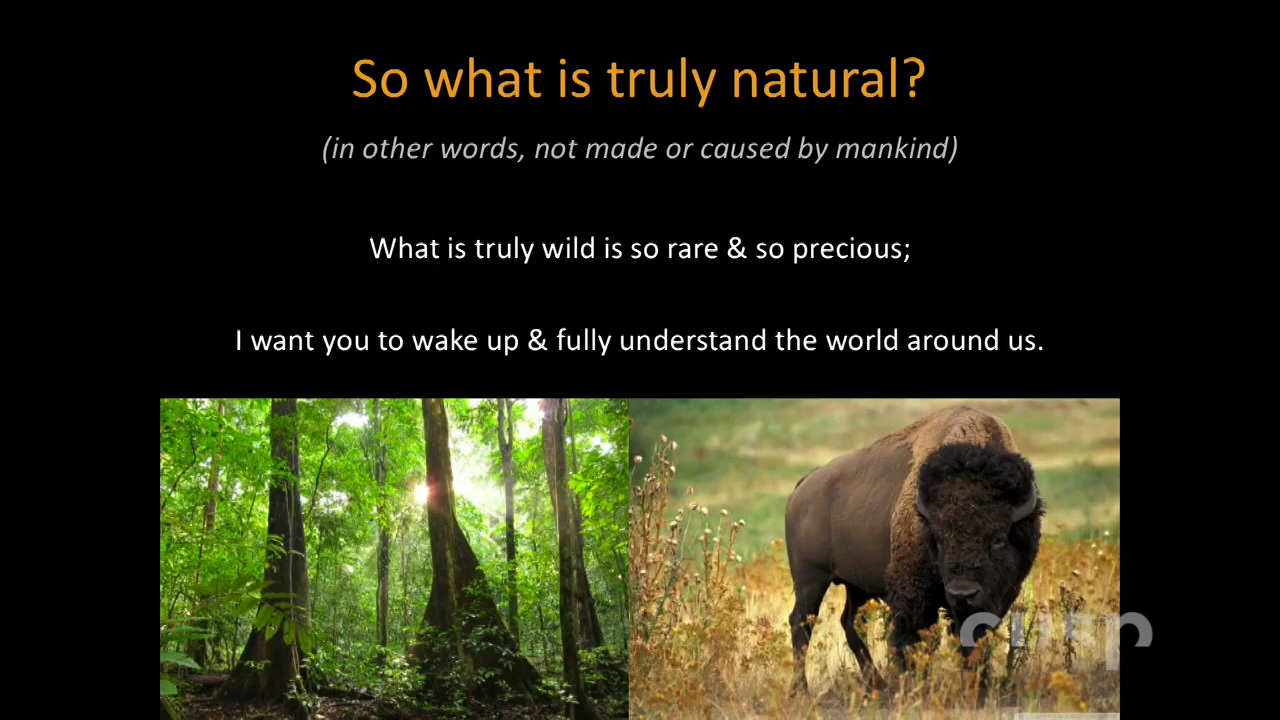 So what is truly natural?
(in other words, not made or caused by mankind)
What is truly wild is so rare & so precious;
I want you to wake up & fully understand the world around us.
cusp